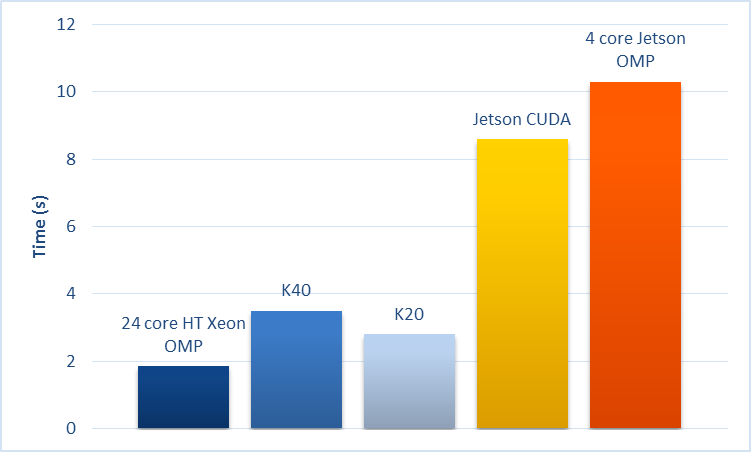 12
10
8
6
4
2
0
Time (s)
24 core HT Xeon
OMP
K40
K20
Jetson CUDA
4 core Jetson
OMP